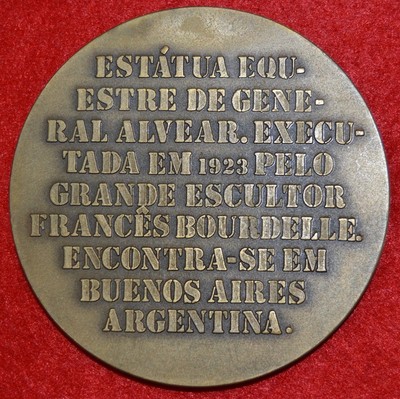 ESTÁTUA EQU-
ESTRE DE GENE-
RAL ALVEAR. EXECU-
TADA EM 1923 PELO
GRANDE ESCULTOR
FRANCÊS BOURDELLE.
ENCONTRA-SE EM
BUENOS AIRES
ARGENTINA.